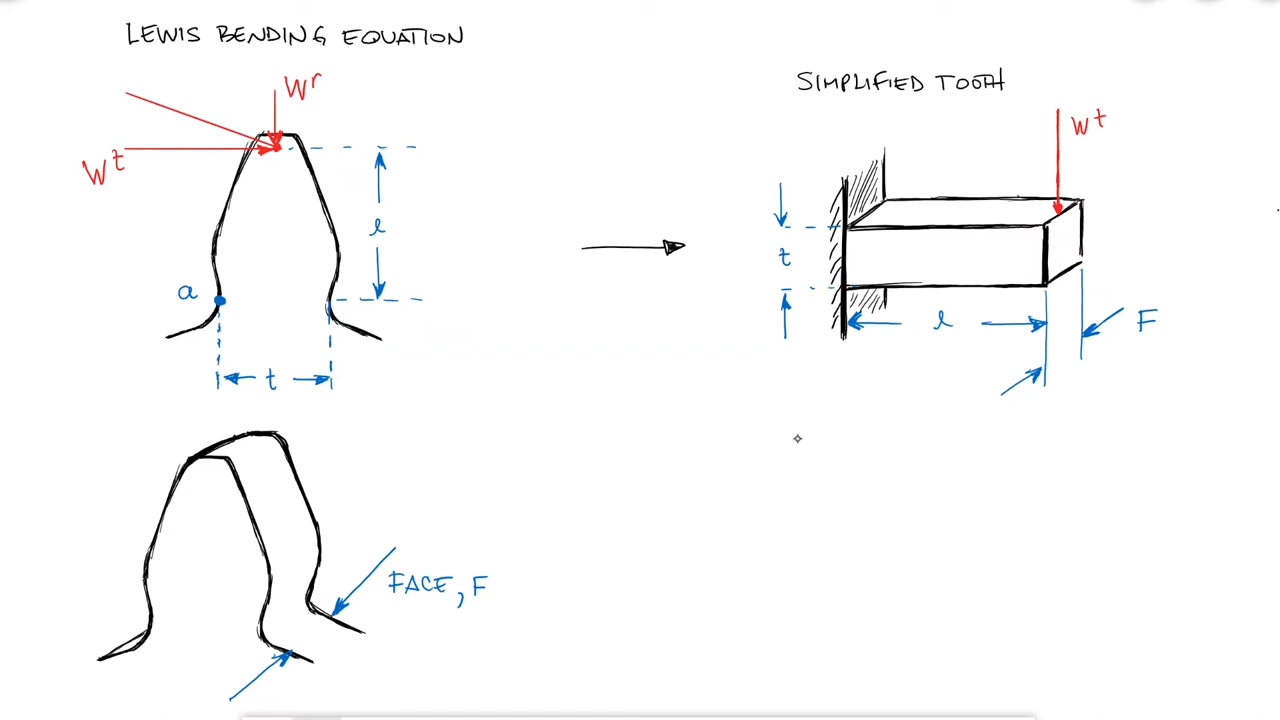 LEWIS BENDING EQUATION
Wr
Wt
l
a
t
FACE, F
SIMPLIFIED TOOTH
Wt
t
l
F